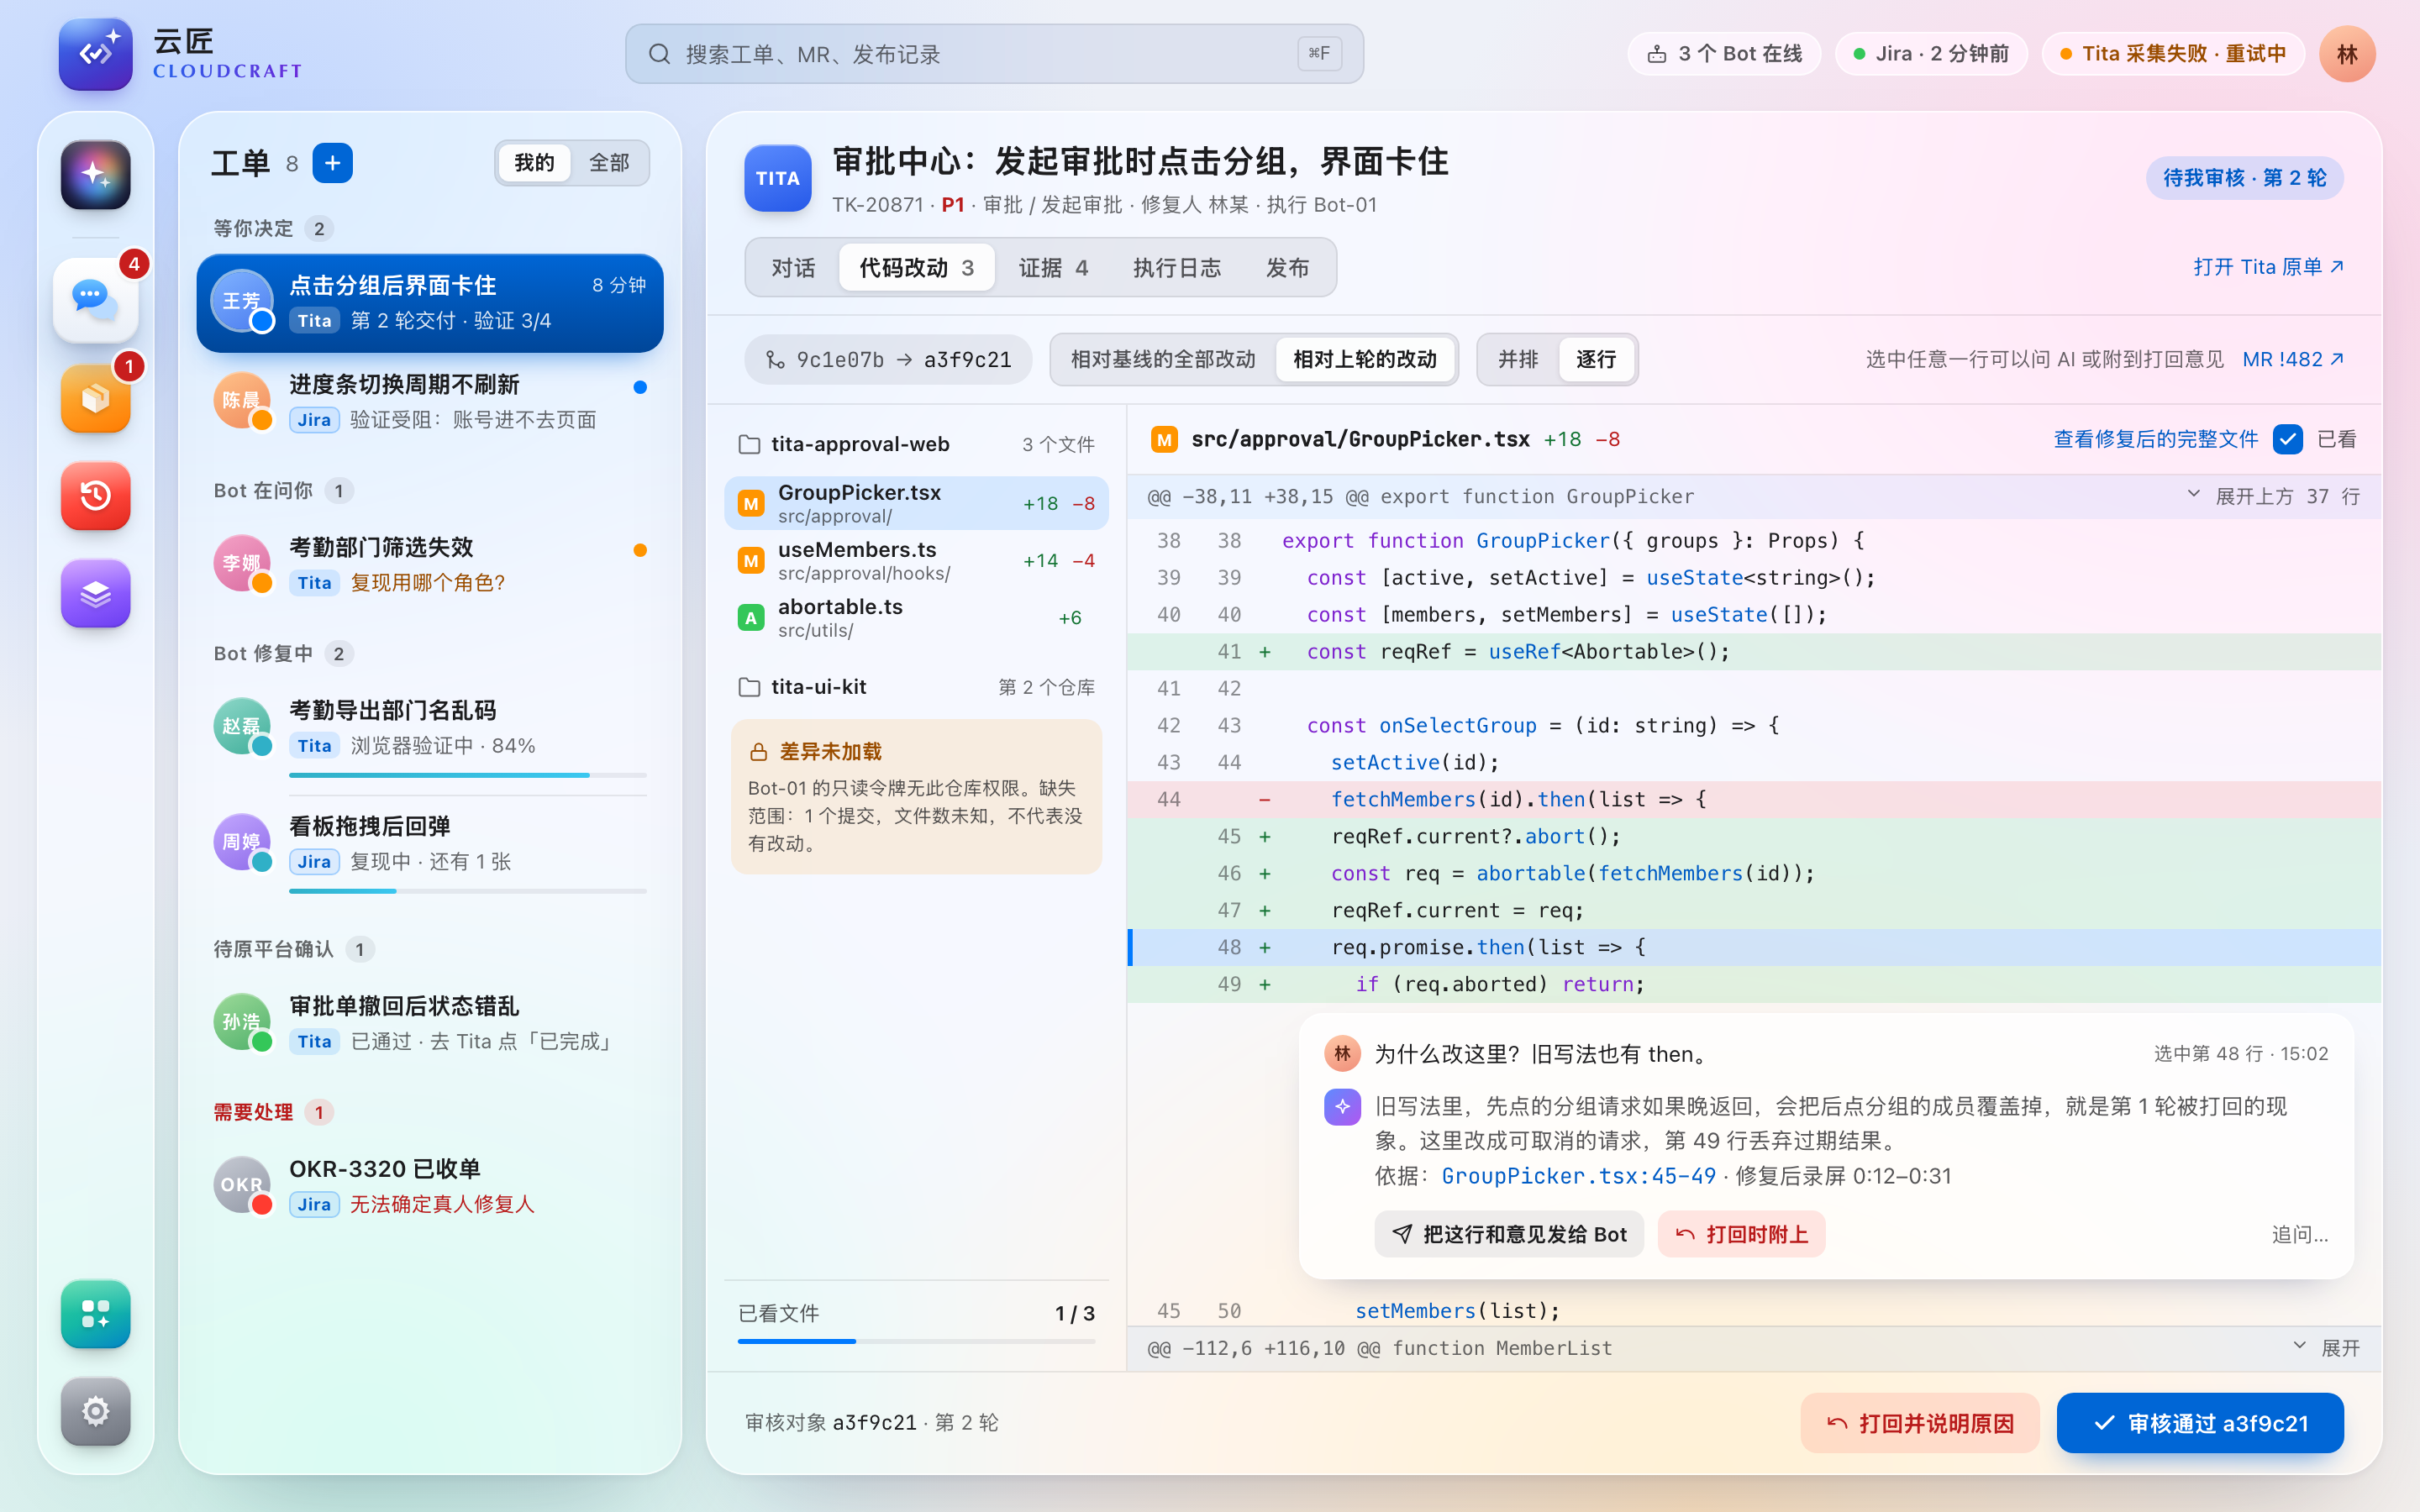 云匠
CLOUDCRAFT
搜索工单、MR、发布记录
⌘F
3 个 Bot 在线
Jira · 2 分钟前
Tita 采集失败 · 重试中
林
4
1
工单 8
我的 全部
等你决定 2
王芳
点击分组后界面卡住 8 分钟
Tita 第 2 轮交付 · 验证 3/4
陈晨
进度条切换周期不刷新
Jira 验证受阻：账号进不去页面
Bot 在问你 1
李娜
考勤部门筛选失效
Tita 复现用哪个角色？
Bot 修复中 2
赵磊
考勤导出部门名乱码
Tita 浏览器验证中 · 84%
周婷
看板拖拽后回弹
Jira 复现中 · 还有 1 张
待原平台确认 1
孙浩
审批单撤回后状态错乱
Tita 已通过 · 去 Tita 点「已完成」
需要处理 1
OKR
OKR-3320 已收单
Jira 无法确定真人修复人
TITA
审批中心：发起审批时点击分组，界面卡住
TK-20871 · P1 · 审批 / 发起审批 · 修复人 林某 · 执行 Bot-01
待我审核 · 第 2 轮
对话 代码改动 3 证据 4 执行日志 发布
打开 Tita 原单 ↗
9c1e07b → a3f9c21
相对基线的全部改动 相对上轮的改动
并排 逐行
选中任意一行可以问 AI 或附到打回意见 MR !482 ↗
tita-approval-web 3 个文件
M GroupPicker.tsx +18 −8
src/approval/
M useMembers.ts +14 −4
src/approval/hooks/
A abortable.ts +6
src/utils/
tita-ui-kit 第 2 个仓库
差异未加载
Bot-01 的只读令牌无此仓库权限。缺失
范围：1 个提交，文件数未知，不代表没
有改动。
已看文件 1 / 3
M src/approval/GroupPicker.tsx +18 −8
查看修复后的完整文件 已看
@@ −38,11 +38,15 @@ export function GroupPicker 展开上方 37 行
38 38 export function GroupPicker({ groups }: Props) {
39 39 const [active, setActive] = useState<string>();
40 40 const [members, setMembers] = useState([]);
41 + const reqRef = useRef<Abortable>();
41 42
42 43 const onSelectGroup = (id: string) => {
43 44 setActive(id);
44 − fetchMembers(id).then(list => {
45 + reqRef.current?.abort();
46 + const req = abortable(fetchMembers(id));
47 + reqRef.current = req;
48 + req.promise.then(list => {
49 + if (req.aborted) return;
林 为什么改这里？旧写法也有 then。 选中第 48 行 · 15:02
旧写法里，先点的分组请求如果晚返回，会把后点分组的成员覆盖掉，就是第 1 轮被打回的现
象。这里改成可取消的请求，第 49 行丢弃过期结果。
依据：GroupPicker.tsx:45–49 · 修复后录屏 0:12–0:31
把这行和意见发给 Bot 打回时附上 追问…
45 50 setMembers(list);
@@ −112,6 +116,10 @@ function MemberList 展开
审核对象 a3f9c21 · 第 2 轮
打回并说明原因 审核通过 a3f9c21